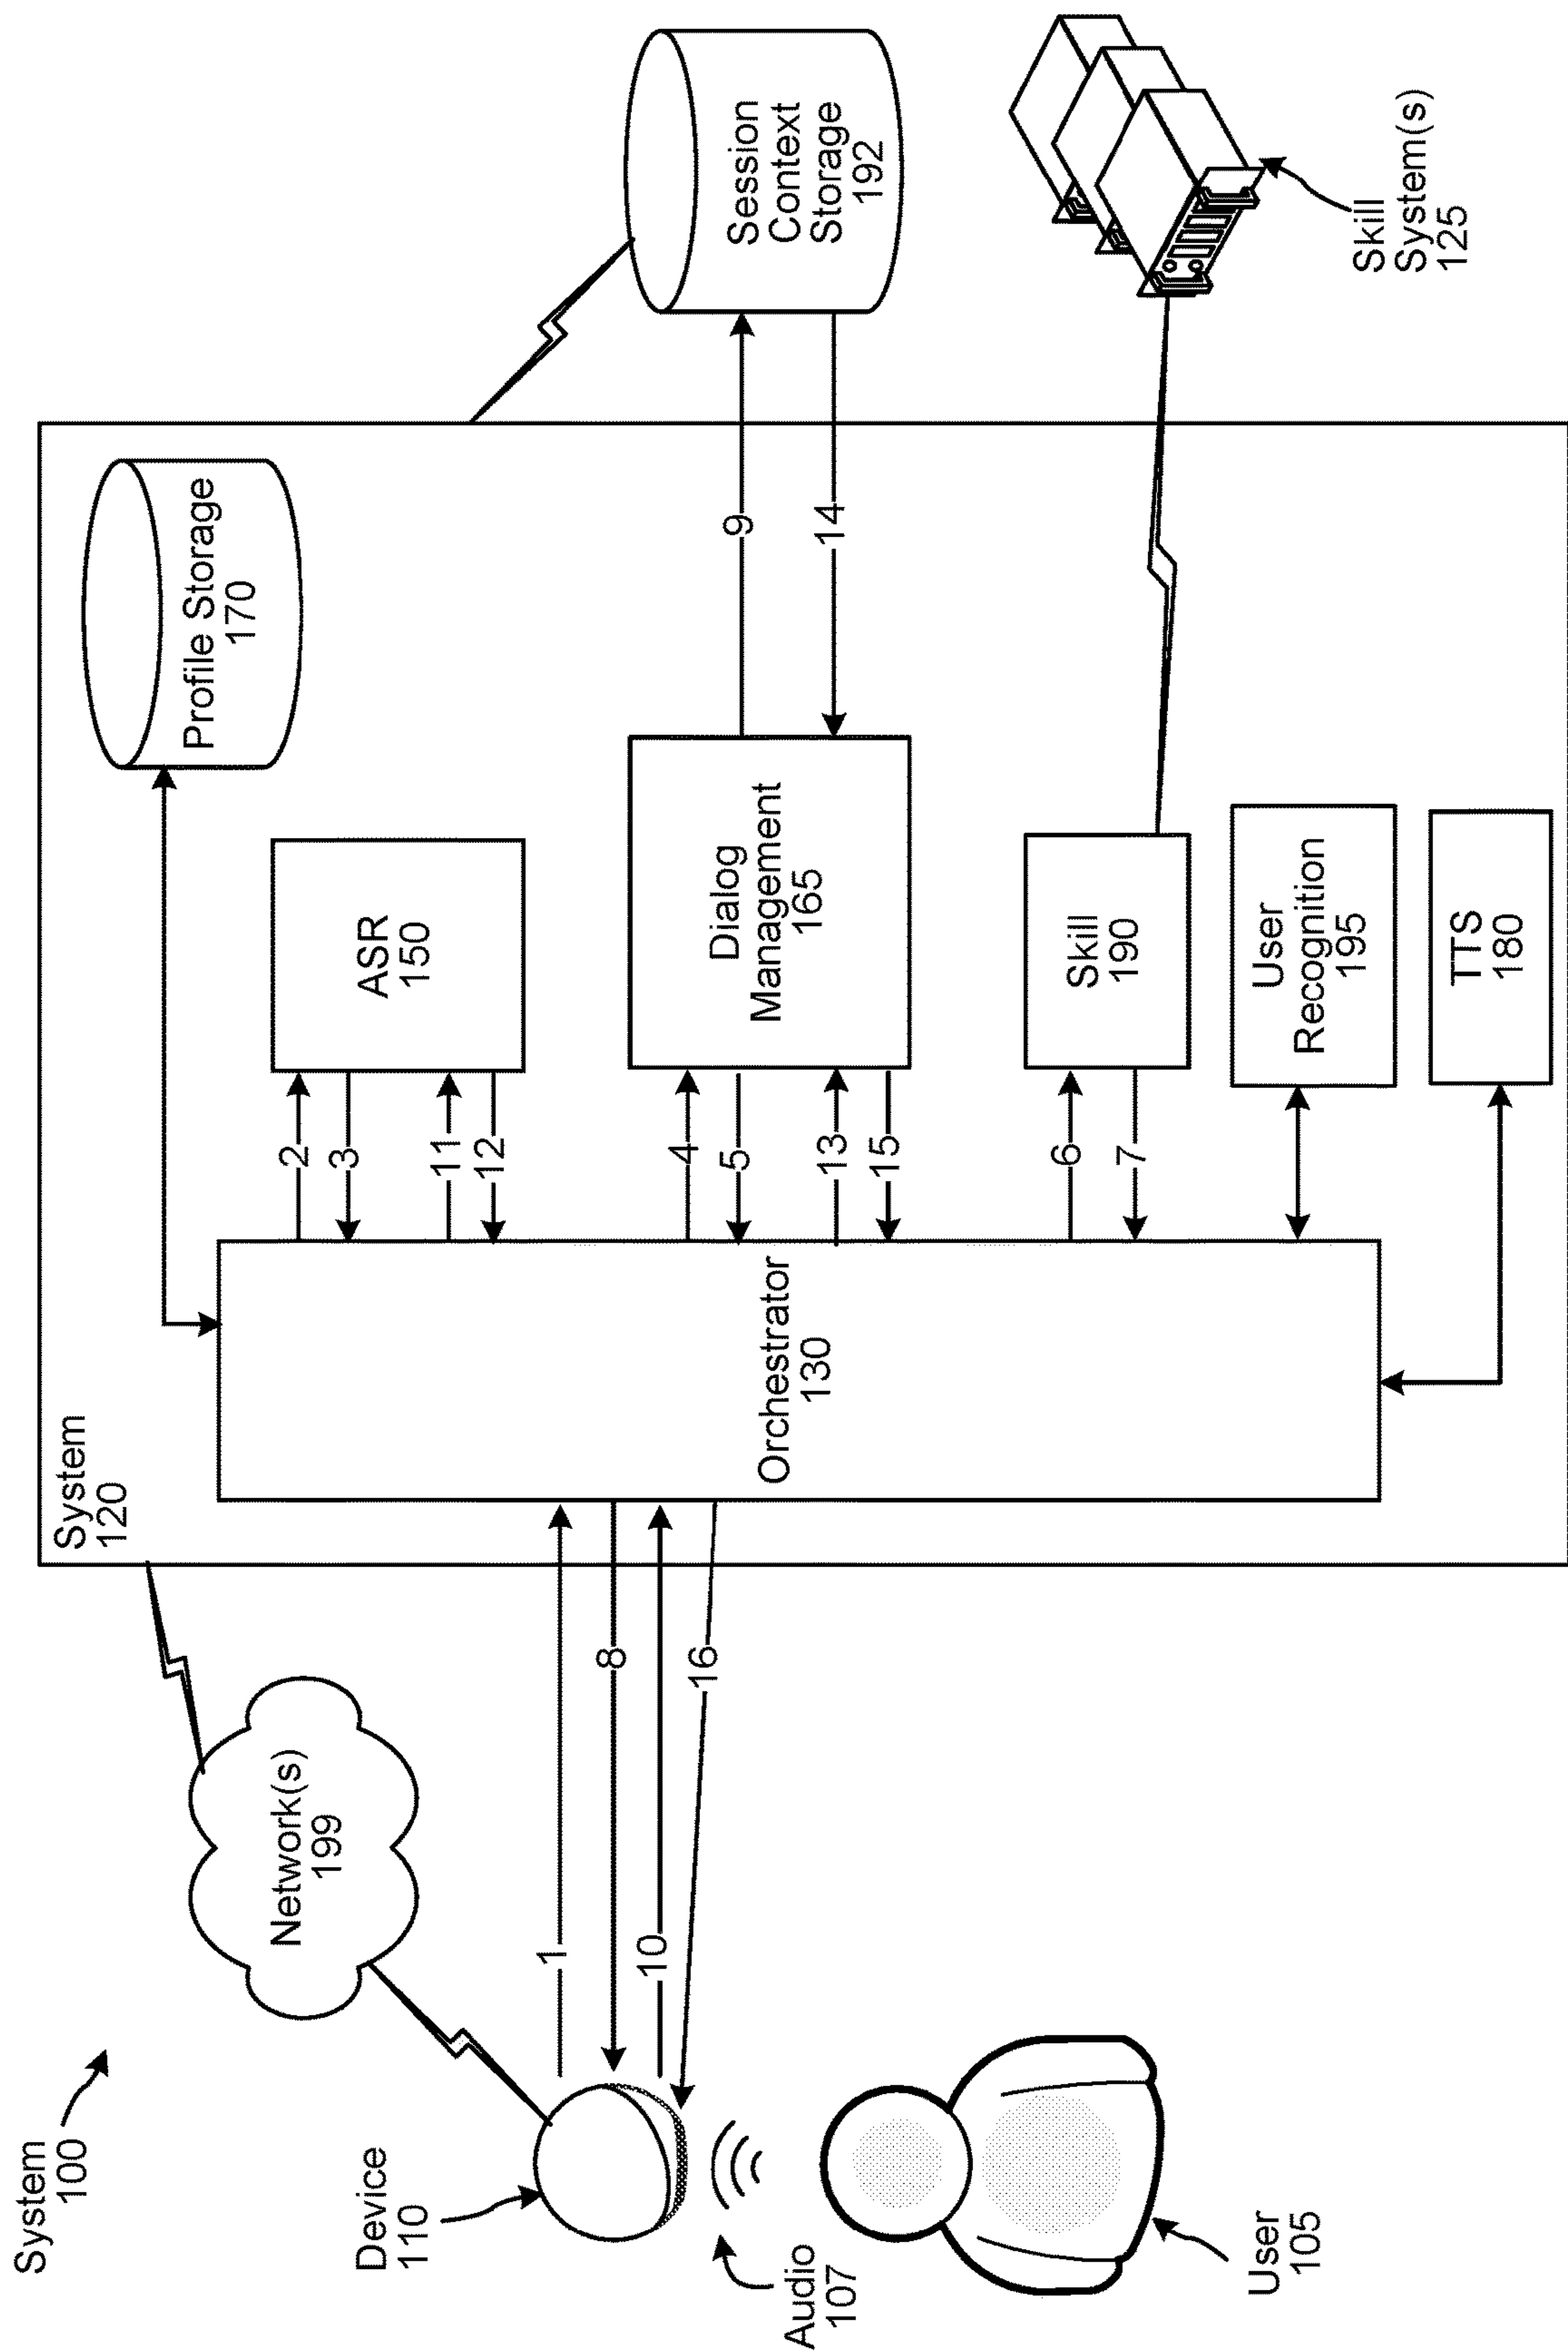 System
100
Device
110
Audio
107
User
105
Network(s)
199
1
8
10
16
System
120
Orchestrator
130
2
3
11
12
4
5
13
15
6
7
ASR
150
Dialog
Management
165
Skill
190
User
Recognition
195
TTS
180
Profile Storage
170
9
14
Session
Context
Storage
192
Skill
System(s)
125